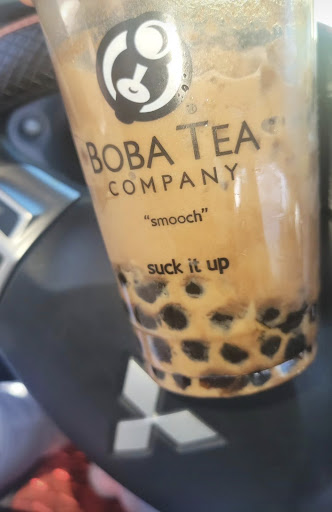 BOBA TEA
COMPANY
"smooch"
suck it up